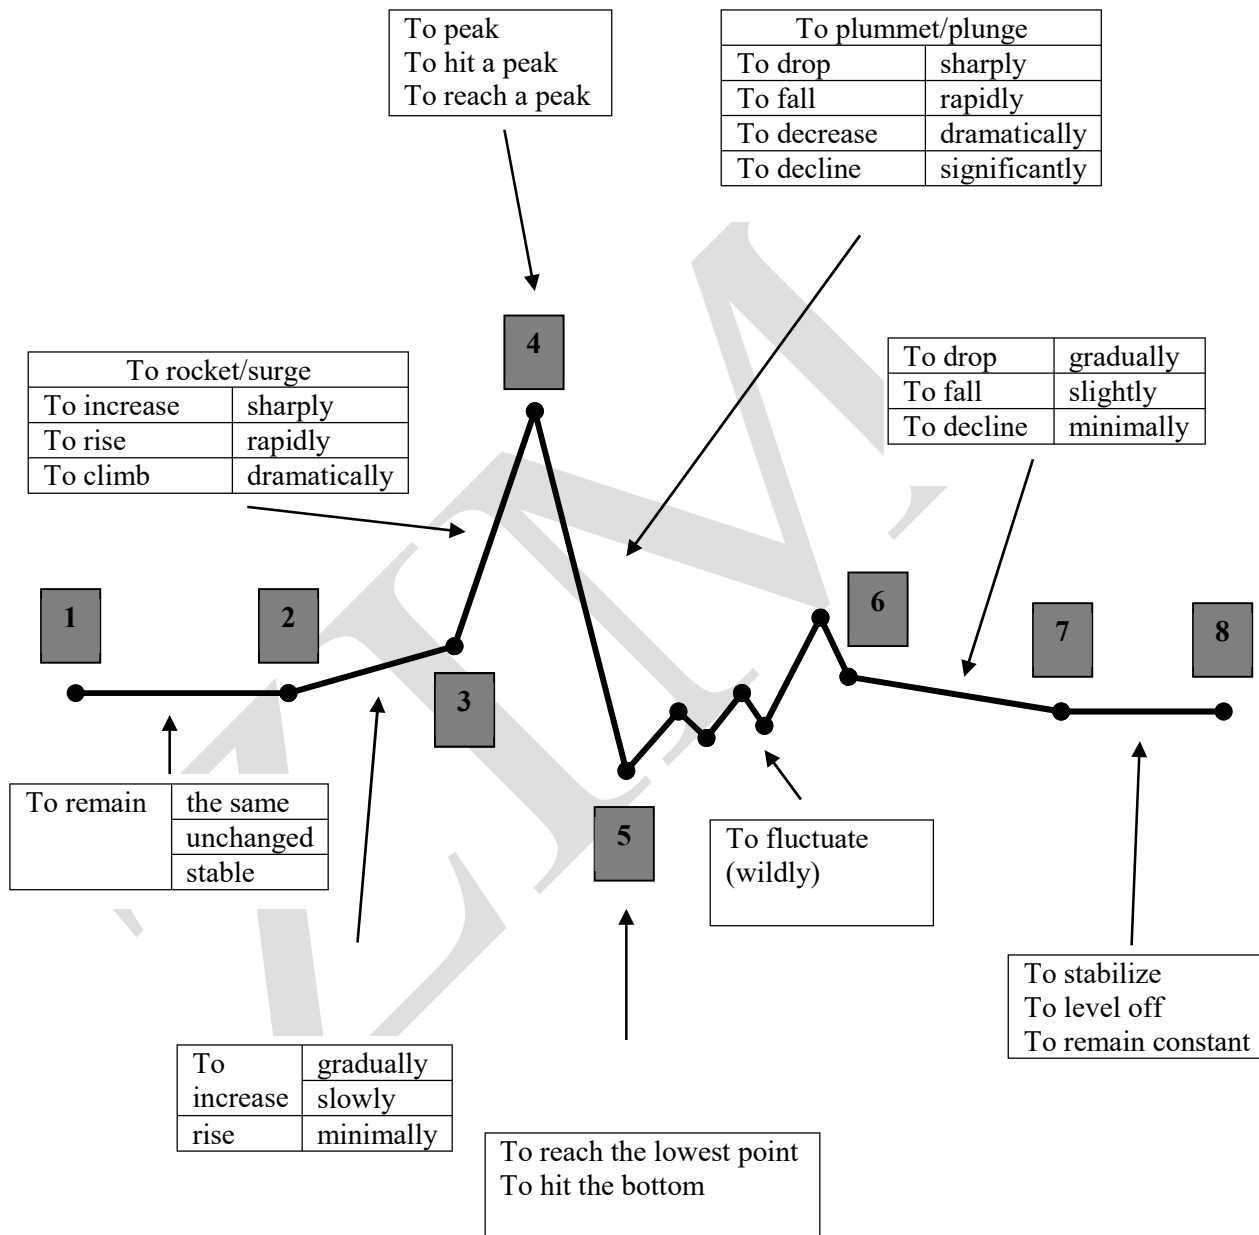 To peak
To hit a peak
To reach a peak
To plummet/plunge
To drop sharply
To fall rapidly
To decrease dramatically
To decline significantly
4
To rocket/surge
To increase sharply
To rise rapidly
To climb dramatically
To drop gradually
To fall slightly
To decline minimally
1
2
3
6
7
8
To remain the same
unchanged
stable
5
To fluctuate
(wildly)
To stabilize
To level off
To remain constant
To gradually
increase slowly
rise minimally
To reach the lowest point
To hit the bottom